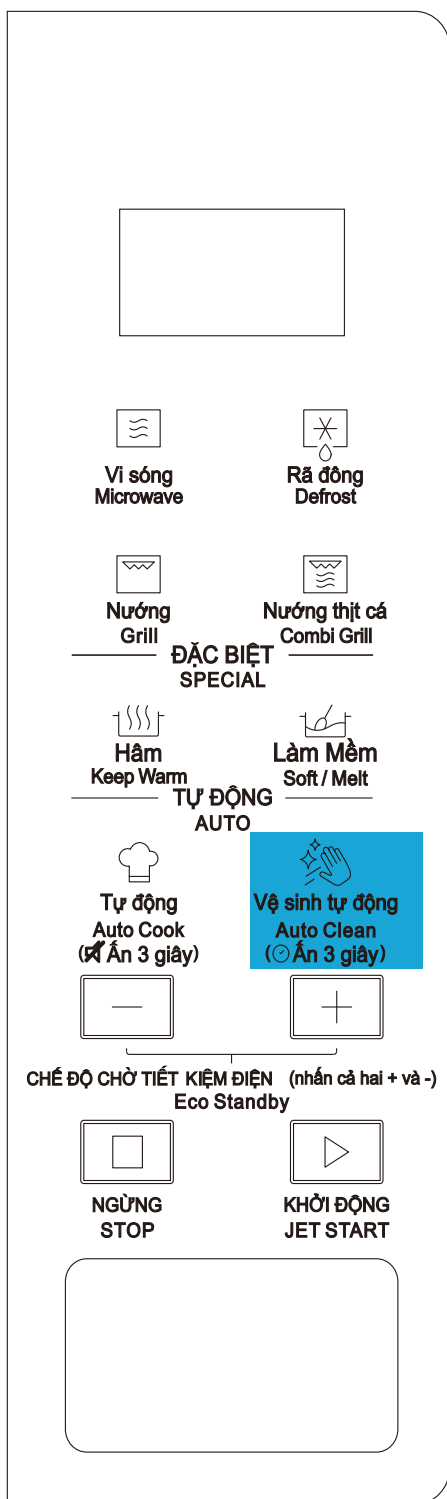 Vi sóng
Microwave
Rã đông
Defrost
Nướng
Grill
Nướng thịt cá
Combi Grill
ĐẶC BIỆT
SPECIAL
Hâm
Keep Warm
Làm Mềm
Soft / Melt
TỰ ĐỘNG
AUTO
Tự động
Auto Cook
(Ấn 3 giây)
Vệ sinh tự động
Auto Clean
(Ấn 3 giây)
CHẾ ĐỘ CHỜ TIẾT KIỆM ĐIỆN (nhấn cả hai + và -)
Eco Standby
NGỪNG
STOP
KHỞI ĐỘNG
JET START